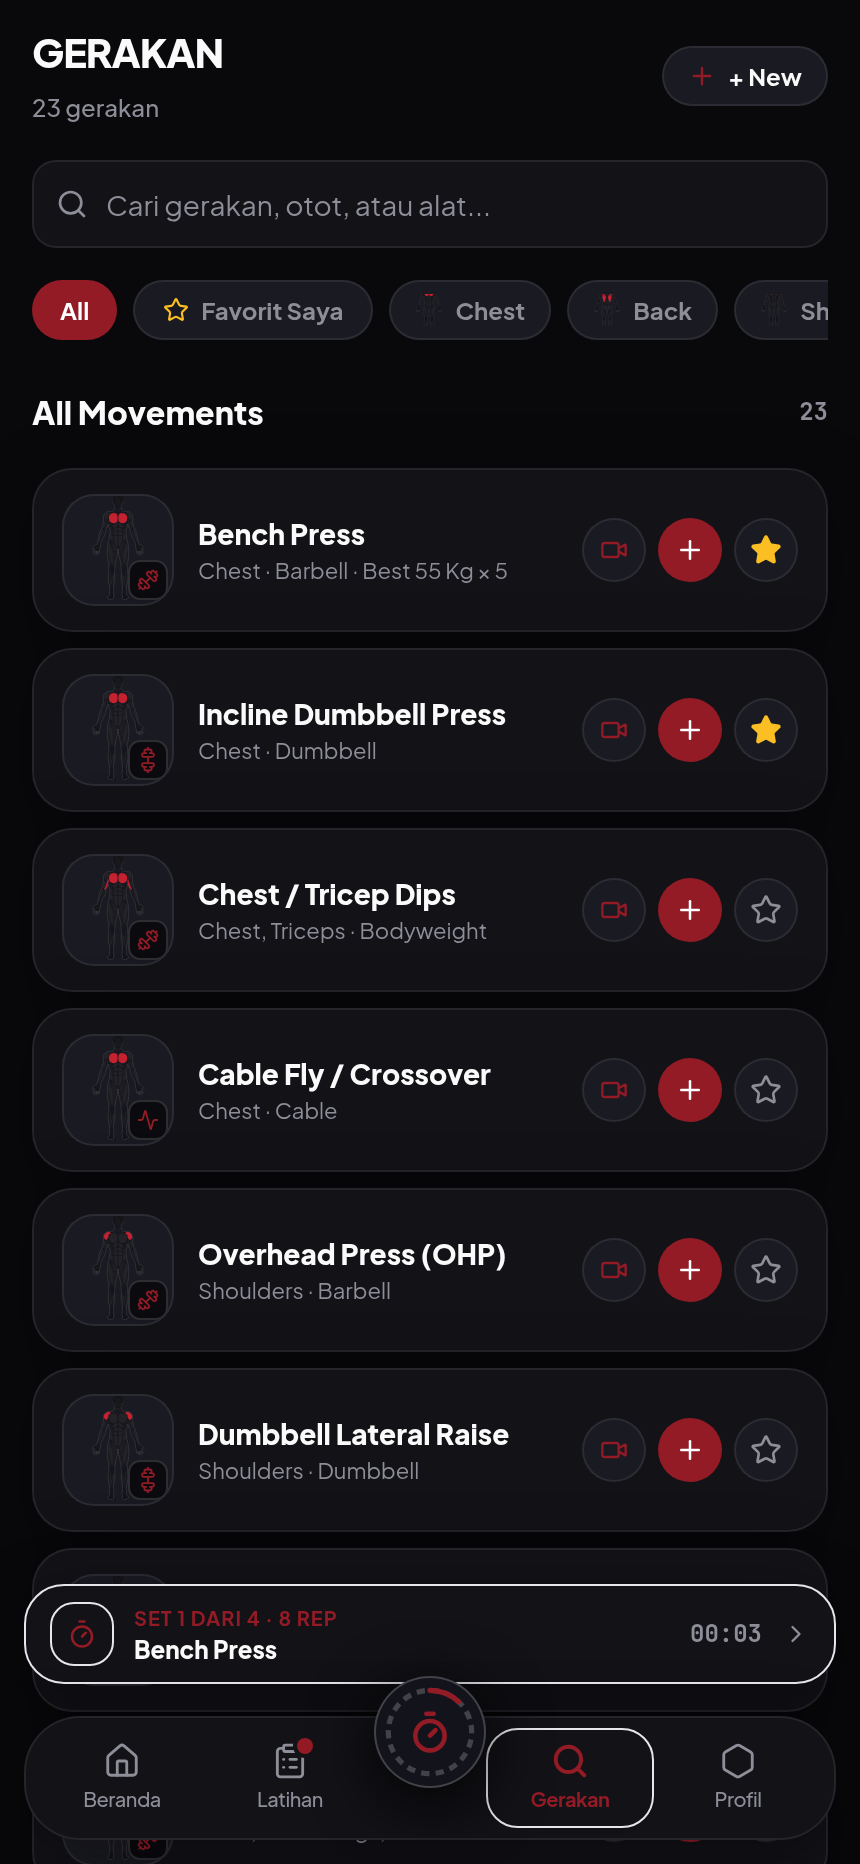 GERAKAN
23 gerakan
+ New
Cari gerakan, otot, atau alat...
All
Favorit Saya
Chest
Back
Sh
All Movements
23
Bench Press
Chest · Barbell · Best 55 Kg × 5
Incline Dumbbell Press
Chest · Dumbbell
Chest / Tricep Dips
Chest, Triceps · Bodyweight
Cable Fly / Crossover
Chest · Cable
Overhead Press (OHP)
Shoulders · Barbell
Dumbbell Lateral Raise
Shoulders · Dumbbell
SET 1 DARI 4 · 8 REP
Bench Press
00:03
Beranda
Latihan
Gerakan
Profil